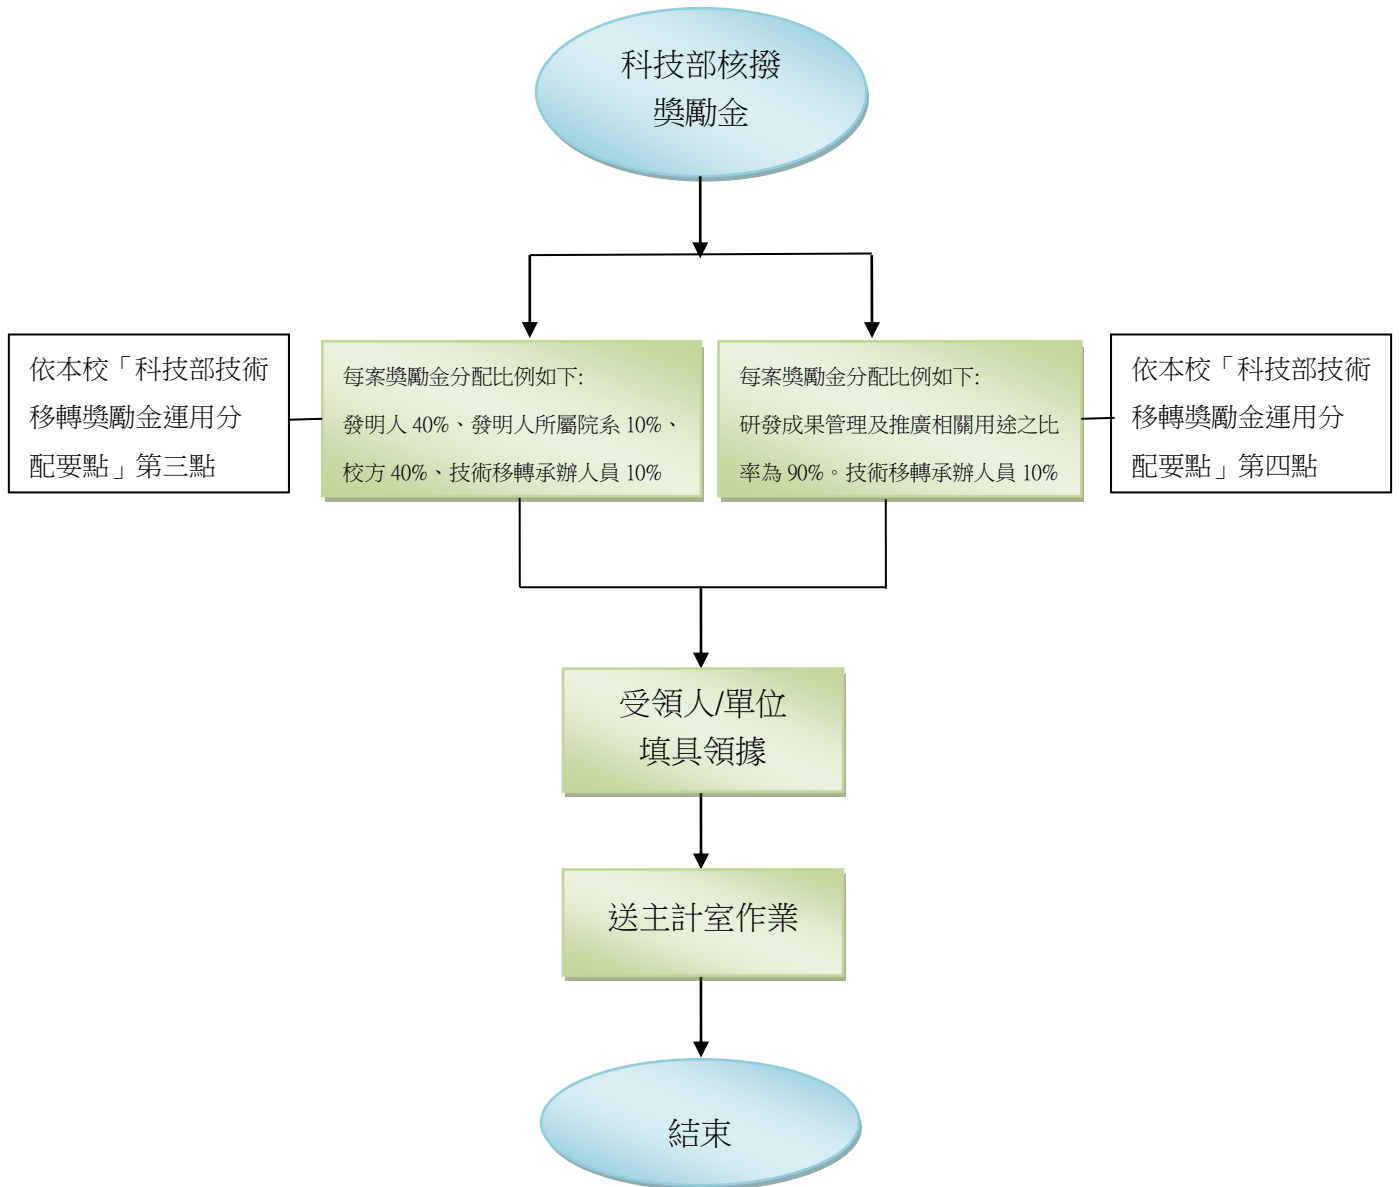 科技部核撥
獎勵金
依本校「科技部技術
移轉獎勵金運用分
配要點」第三點
每案獎勵金分配比例如下:
發明人 40%、發明人所屬院系 10%、
校方 40%、技術移轉承辦人員 10%
每案獎勵金分配比例如下:
研發成果管理及推廣相關用途之比
率為 90%。技術移轉承辦人員 10%
依本校「科技部技術
移轉獎勵金運用分
配要點」第四點
受領人/單位
填具領據
送主計室作業
結束